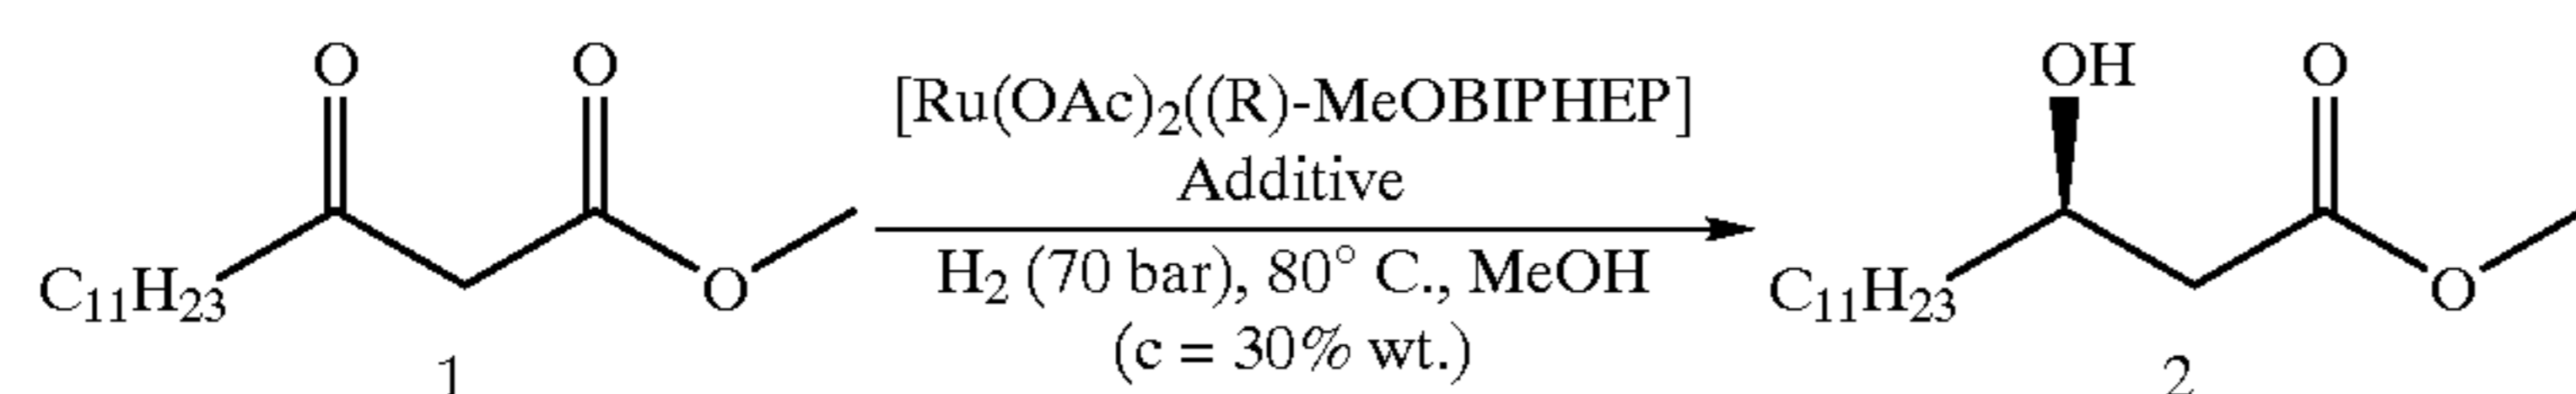 O O [Ru(OAc)₂((R)-MeOBIPHEP] OH O
Additive
C₁₁H₂₃ O H₂ (70 bar), 80° C., MeOH C₁₁H₂₃ O
(c = 30% wt.)
1 2